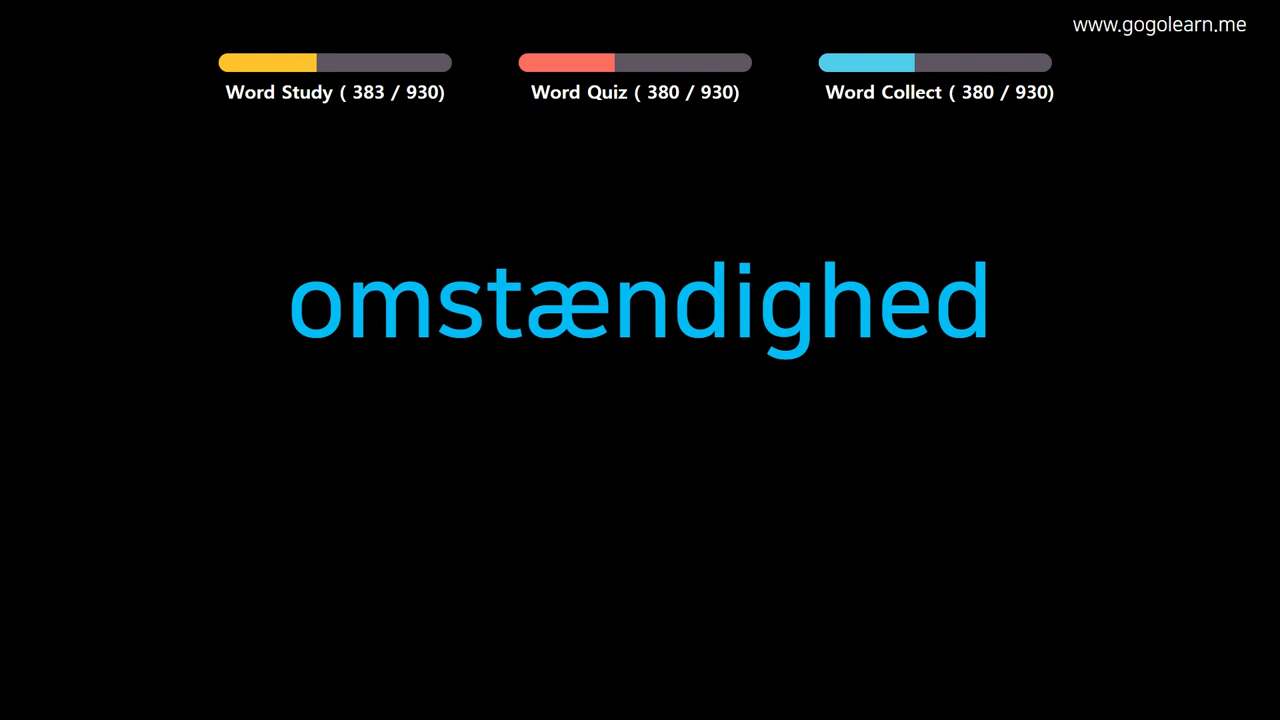 www.gogolearn.me
Word Study ( 383 / 930)
Word Quiz ( 380 / 930)
Word Collect ( 380 / 930)
omstændighed